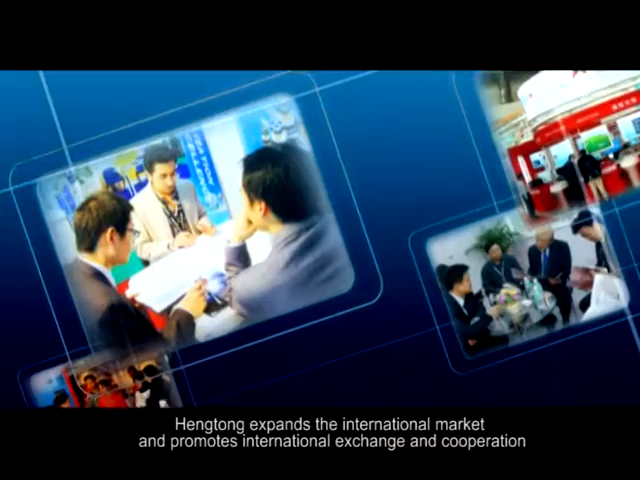 Hengtong expands the international market
and promotes international exchange and cooperation